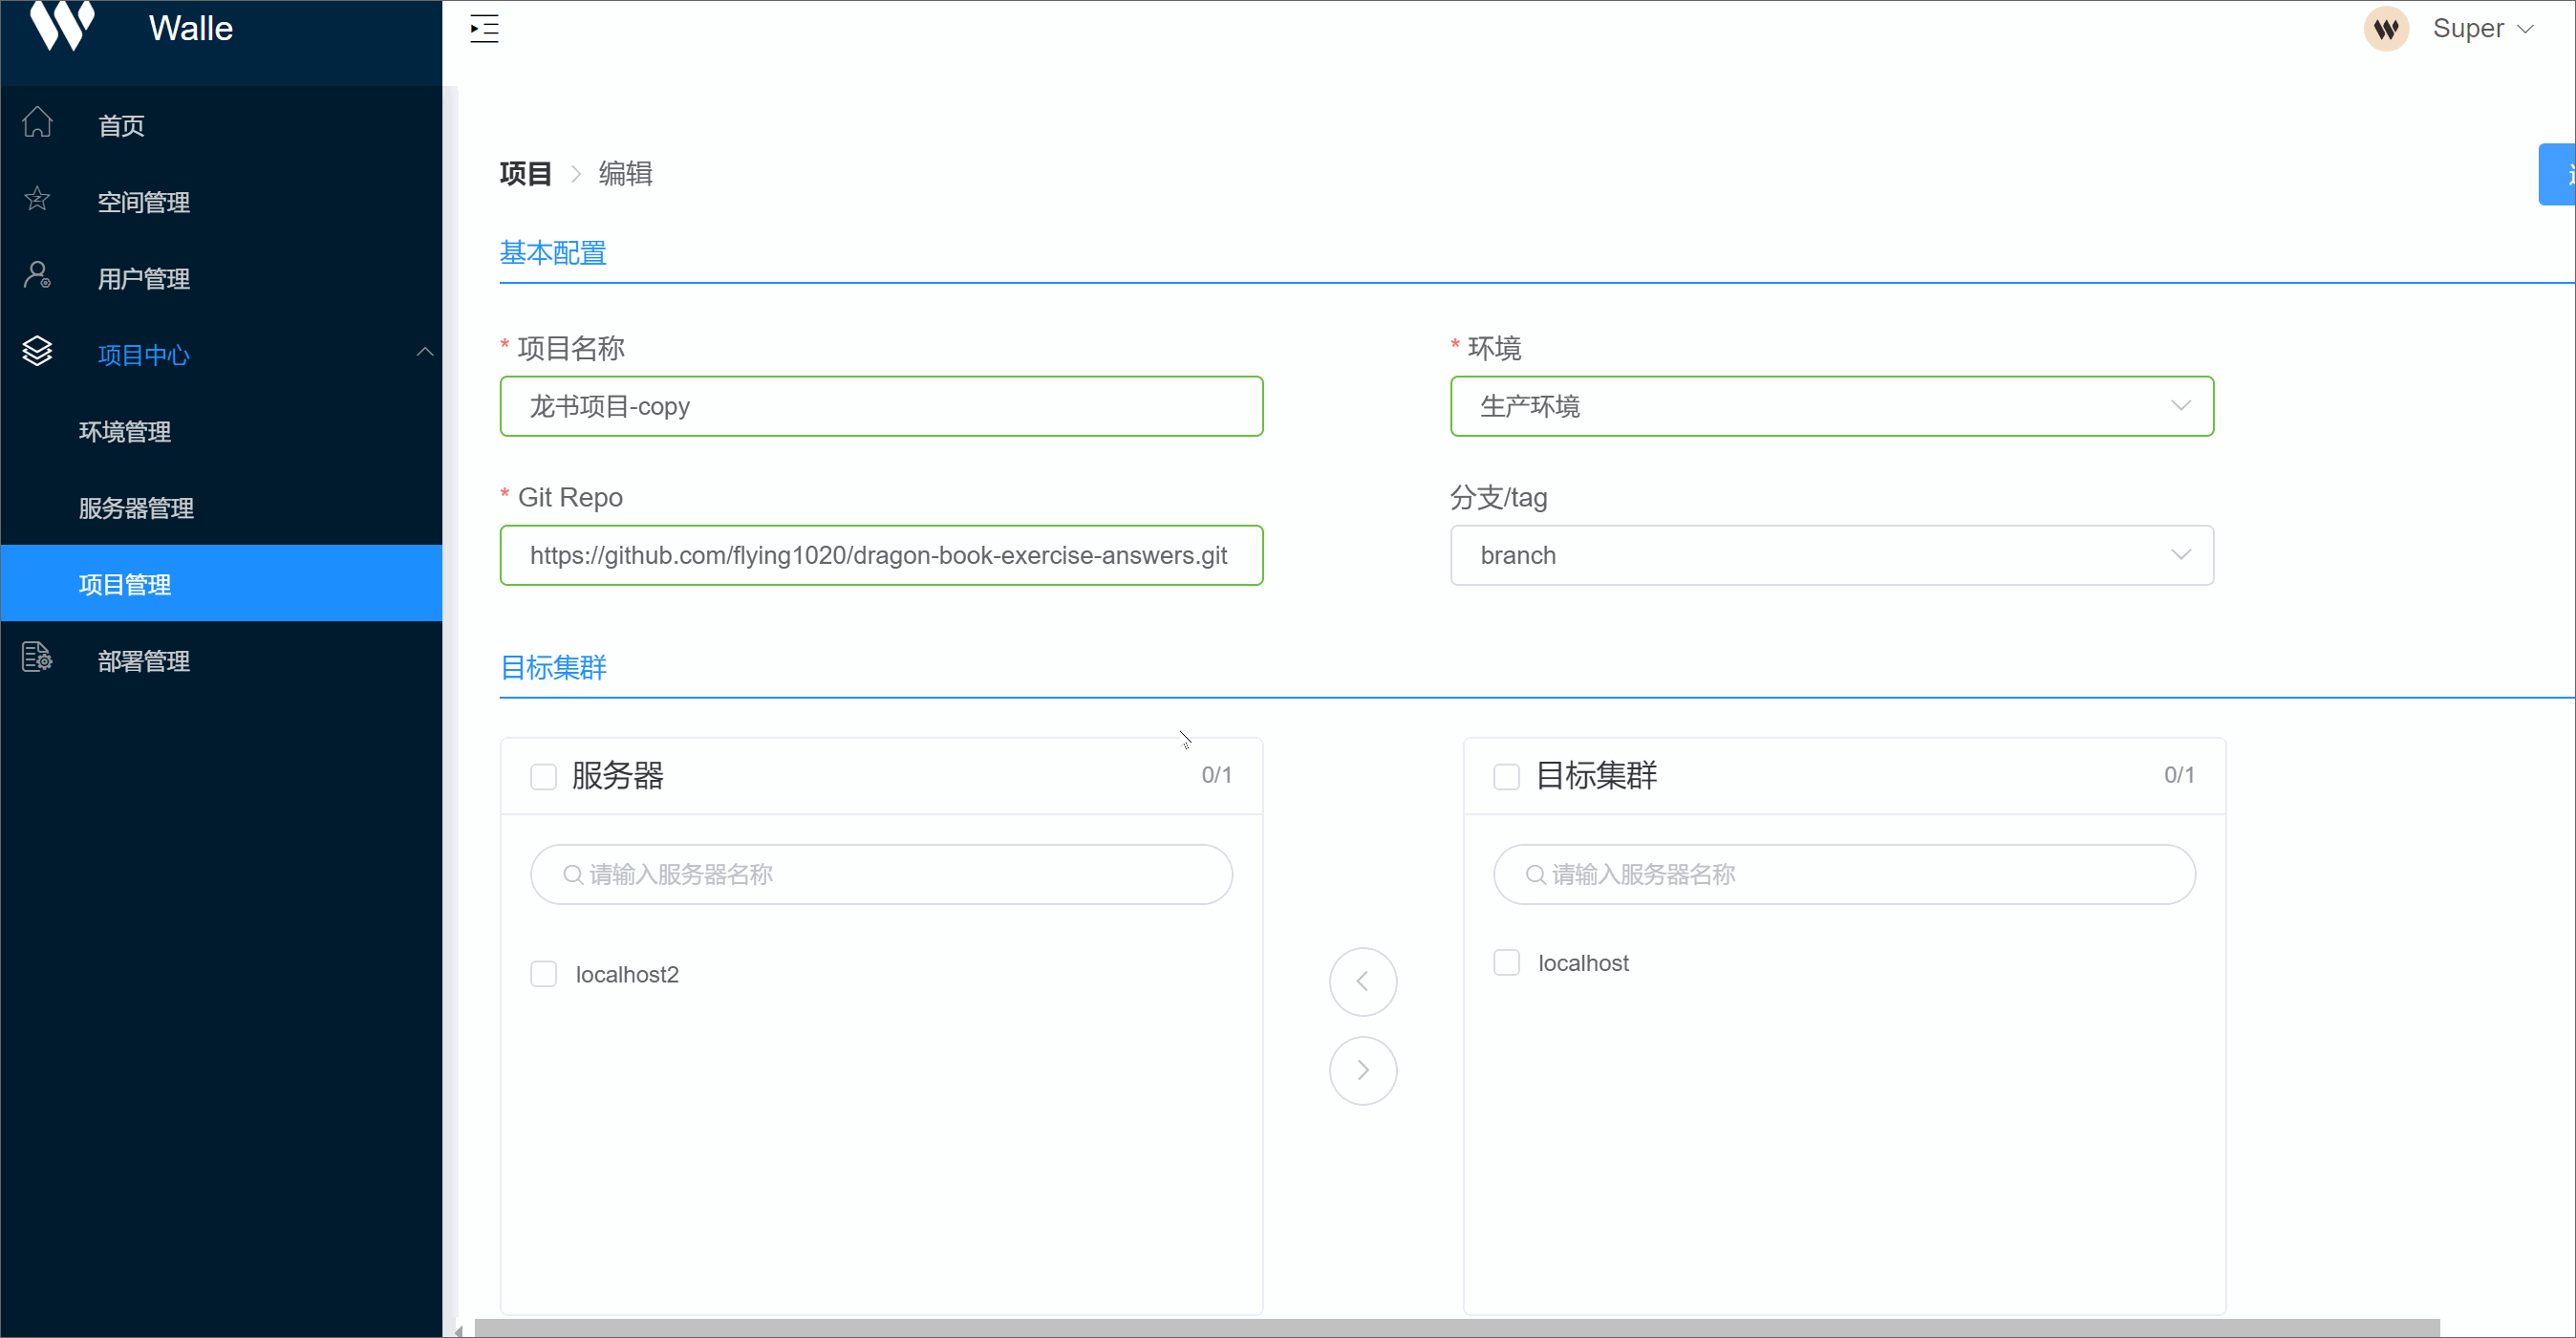 Walle
Super
首页
空间管理
用户管理
项目中心
环境管理
服务器管理
项目管理
部署管理
项目 > 编辑
基本配置
* 项目名称
* 环境
龙书项目-copy
生产环境
* Git Repo
分支/tag
https://github.com/flying1020/dragon-book-exercise-answers.git
branch
目标集群
服务器 0/1
目标集群 0/1
请输入服务器名称
请输入服务器名称
localhost2
localhost